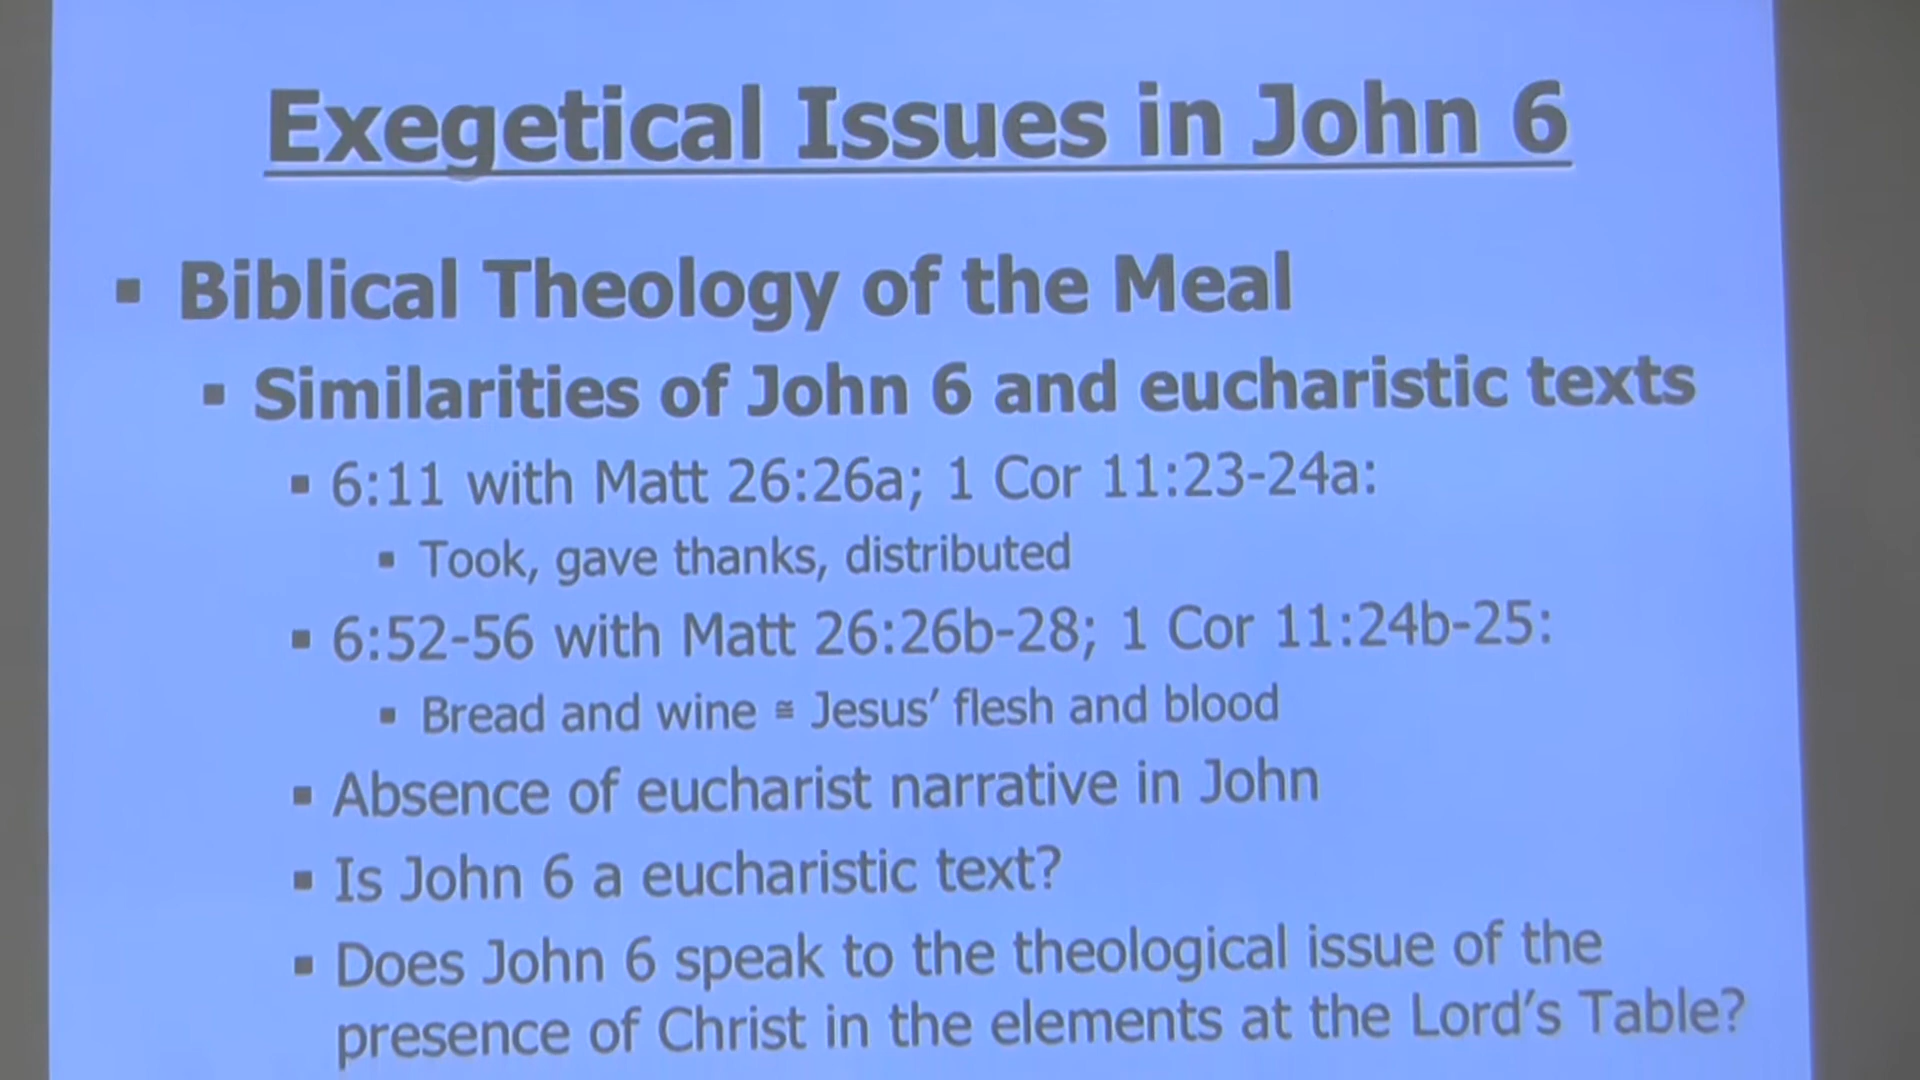 Exegetical Issues in John 6
▪ Biblical Theology of the Meal
▪ Similarities of John 6 and eucharistic texts
▪ 6:11 with Matt 26:26a; 1 Cor 11:23-24a:
▪ Took, gave thanks, distributed
▪ 6:52-56 with Matt 26:26b-28; 1 Cor 11:24b-25:
▪ Bread and wine ≅ Jesus’ flesh and blood
▪ Absence of eucharist narrative in John
▪ Is John 6 a eucharistic text?
▪ Does John 6 speak to the theological issue of the
presence of Christ in the elements at the Lord’s Table?